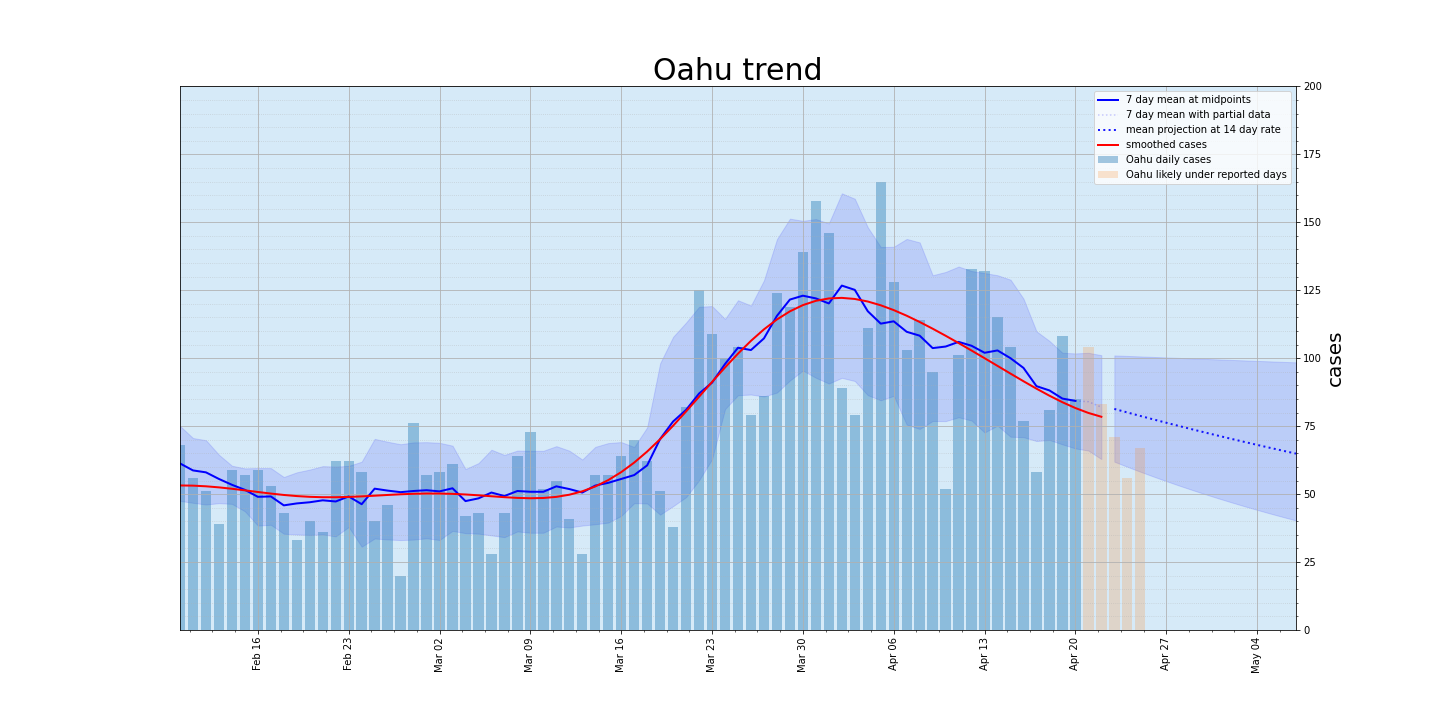 Oahu trend
7 day mean at midpoints
7 day mean with partial data
mean projection at 14 day rate
smoothed cases
Oahu daily cases
Oahu likely under reported days
200
175
150
125
100
75
50
25
0
cases
Feb 16
Feb 23
Mar 02
Mar 09
Mar 16
Mar 23
Mar 30
Apr 06
Apr 13
Apr 20
Apr 27
May 04